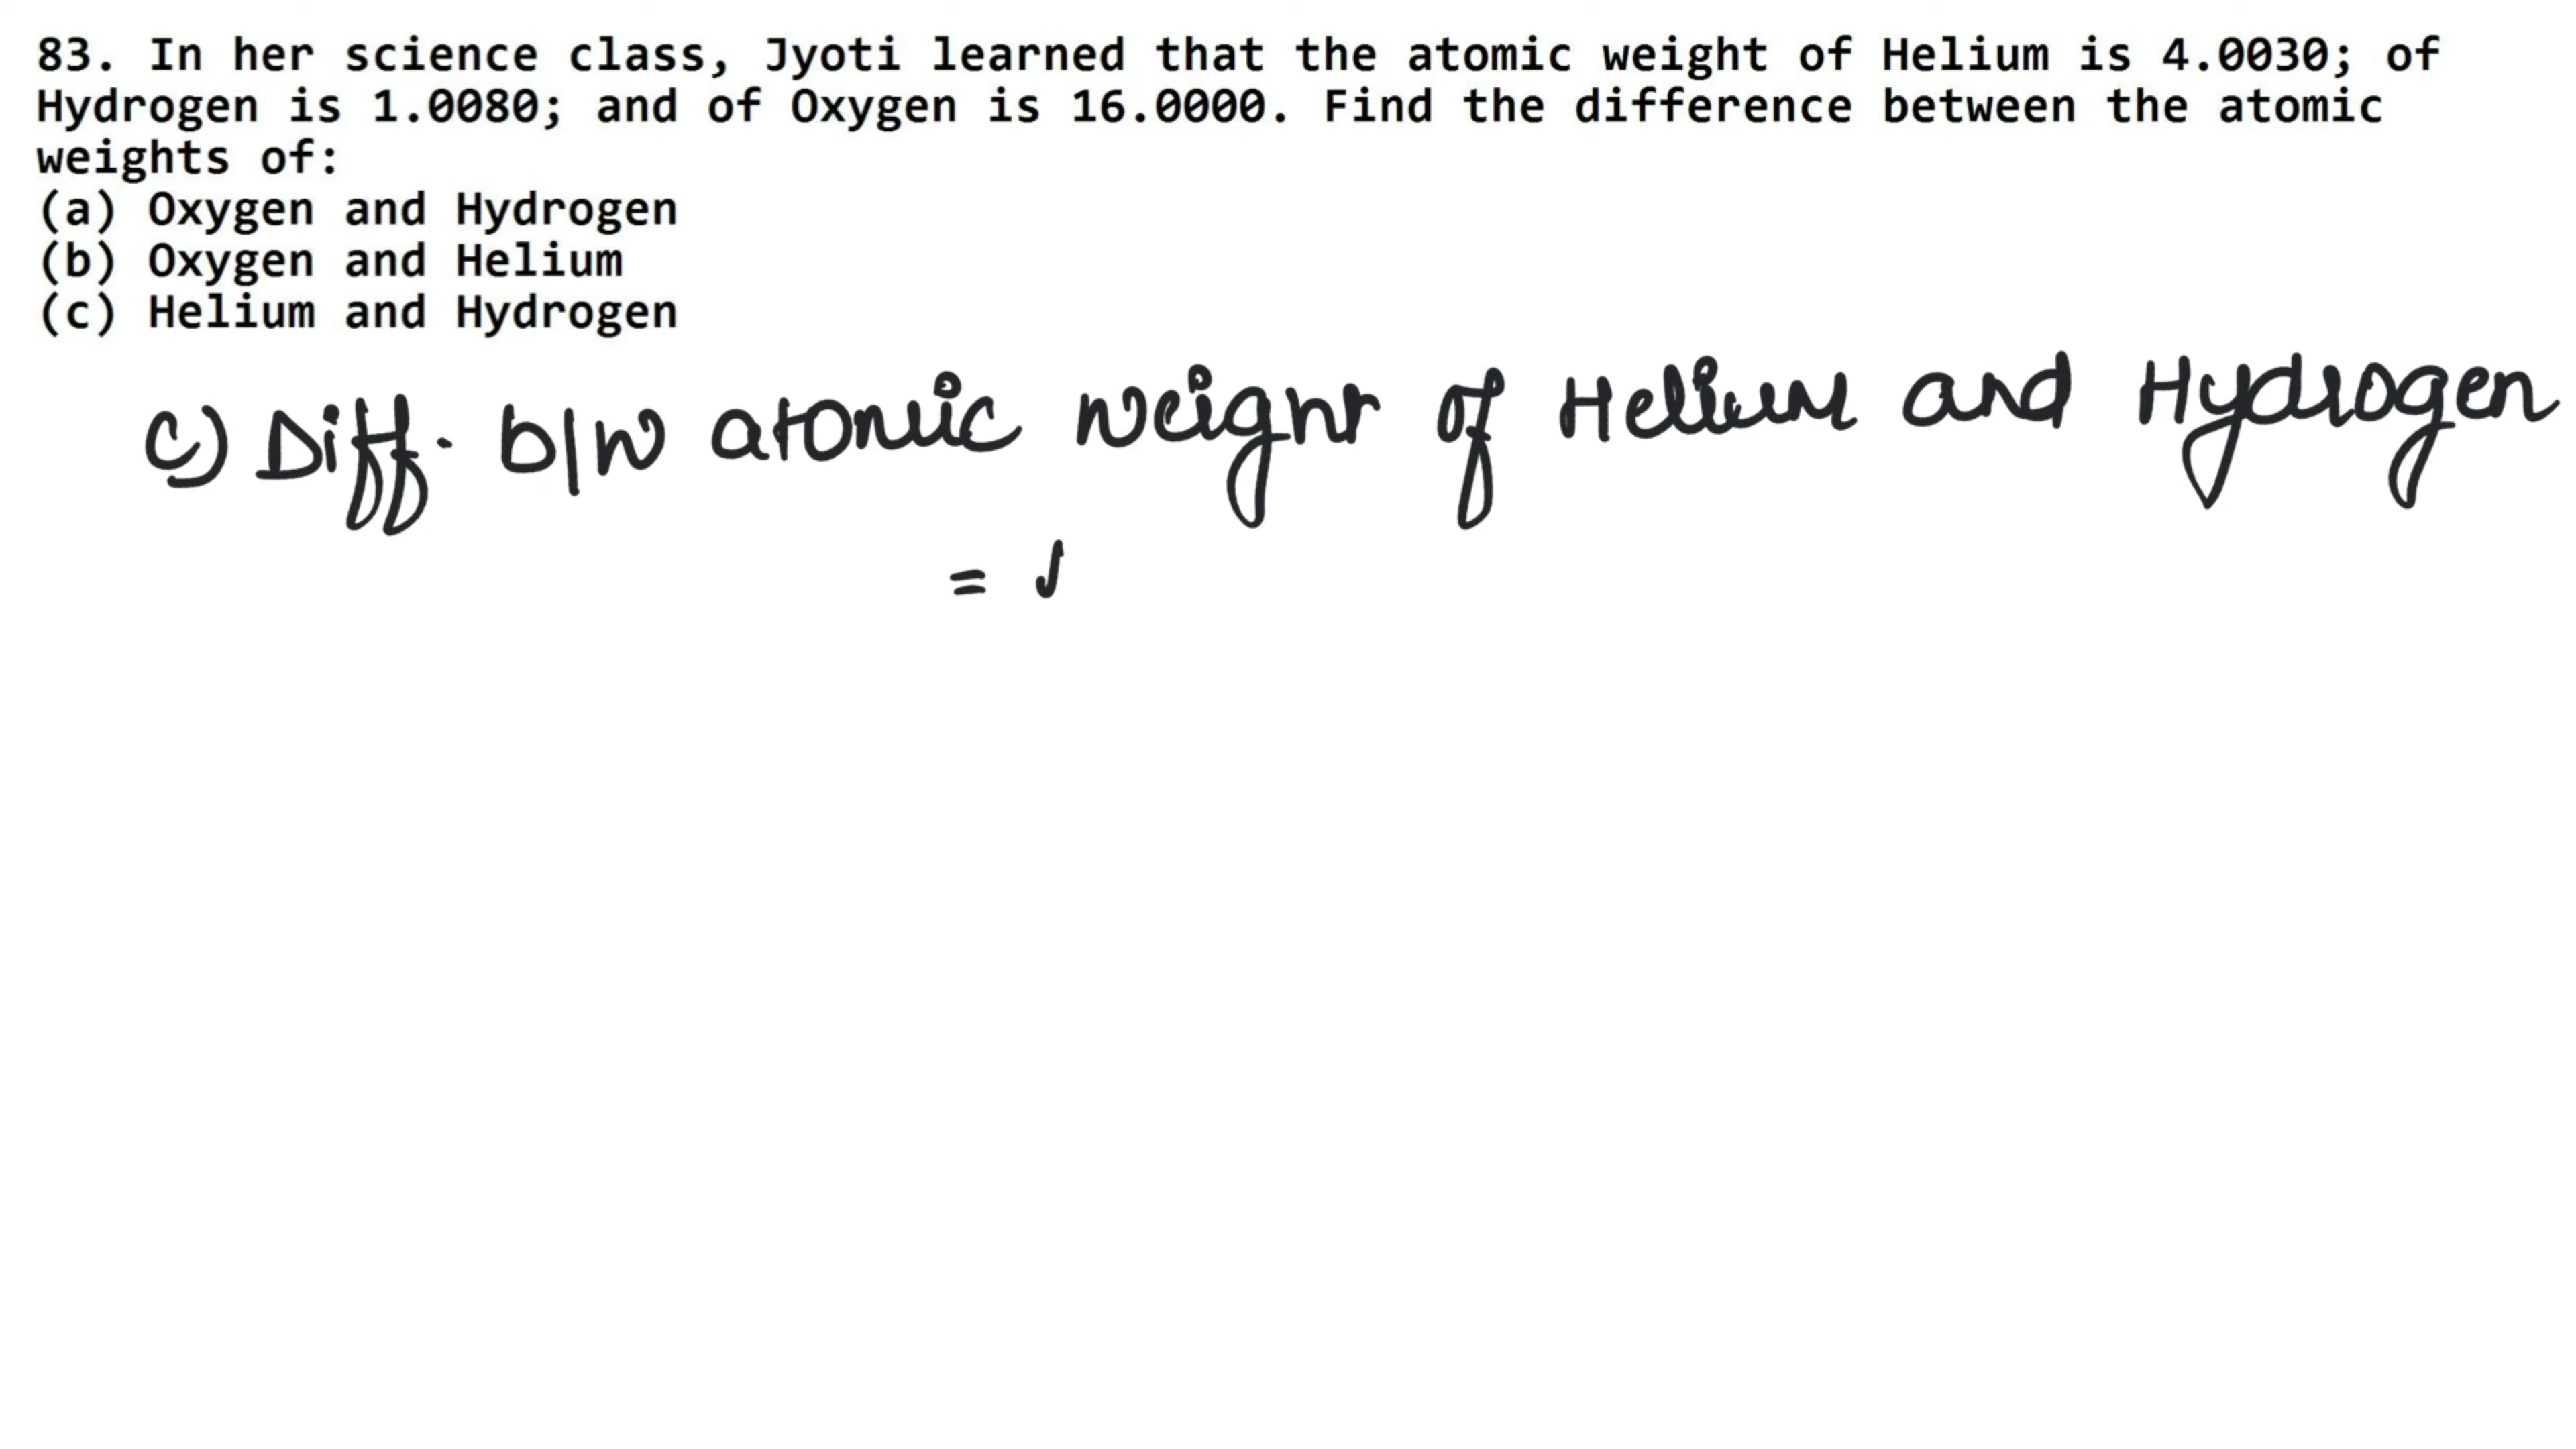 83. In her science class, Jyoti learned that the atomic weight of Helium is 4.0030; of
Hydrogen is 1.0080; and of Oxygen is 16.0000. Find the difference between the atomic
weights of:
(a) Oxygen and Hydrogen
(b) Oxygen and Helium
(c) Helium and Hydrogen
c) Diff. b/w atomic weight of Helium and Hydrogen
=